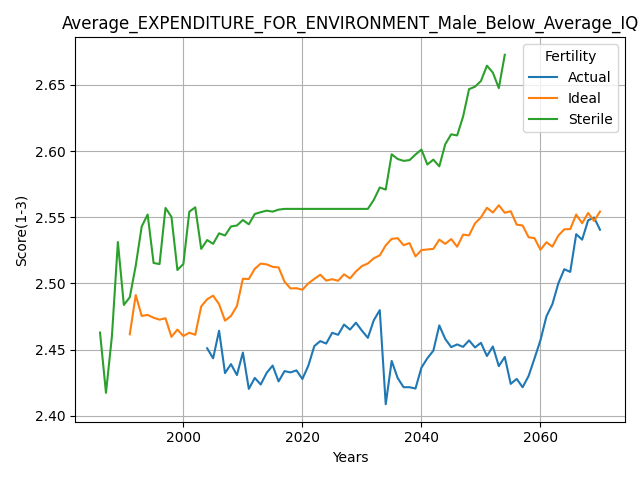 Average_EXPENDITURE_FOR_ENVIRONMENT_Male_Below_Average_IQ
Fertility
Actual
Ideal
Sterile
Score(1-3)
2.65
2.60
2.55
2.50
2.45
2.40
2000
2020
2040
2060
Years